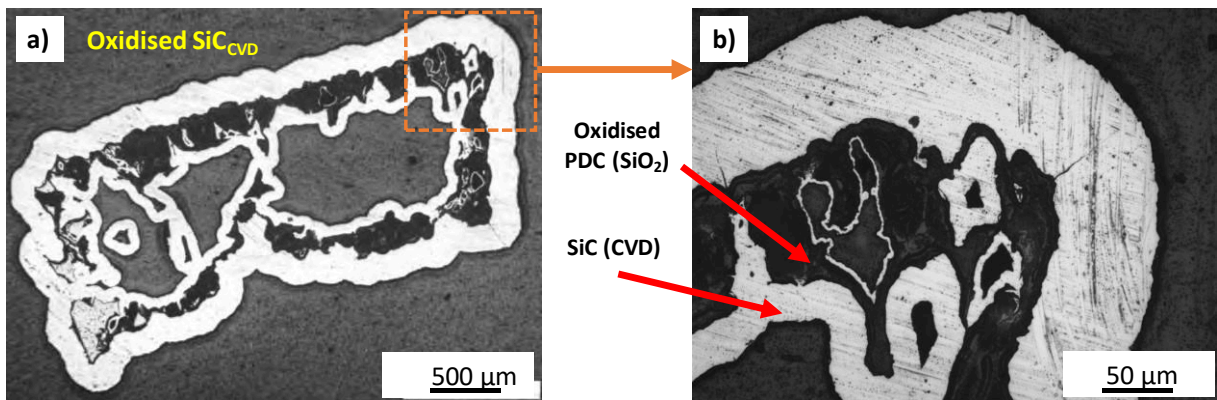 a)
Oxidised SiC_CVD
500 µm
Oxidised
PDC (SiO₂)
SiC (CVD)
b)
50 µm